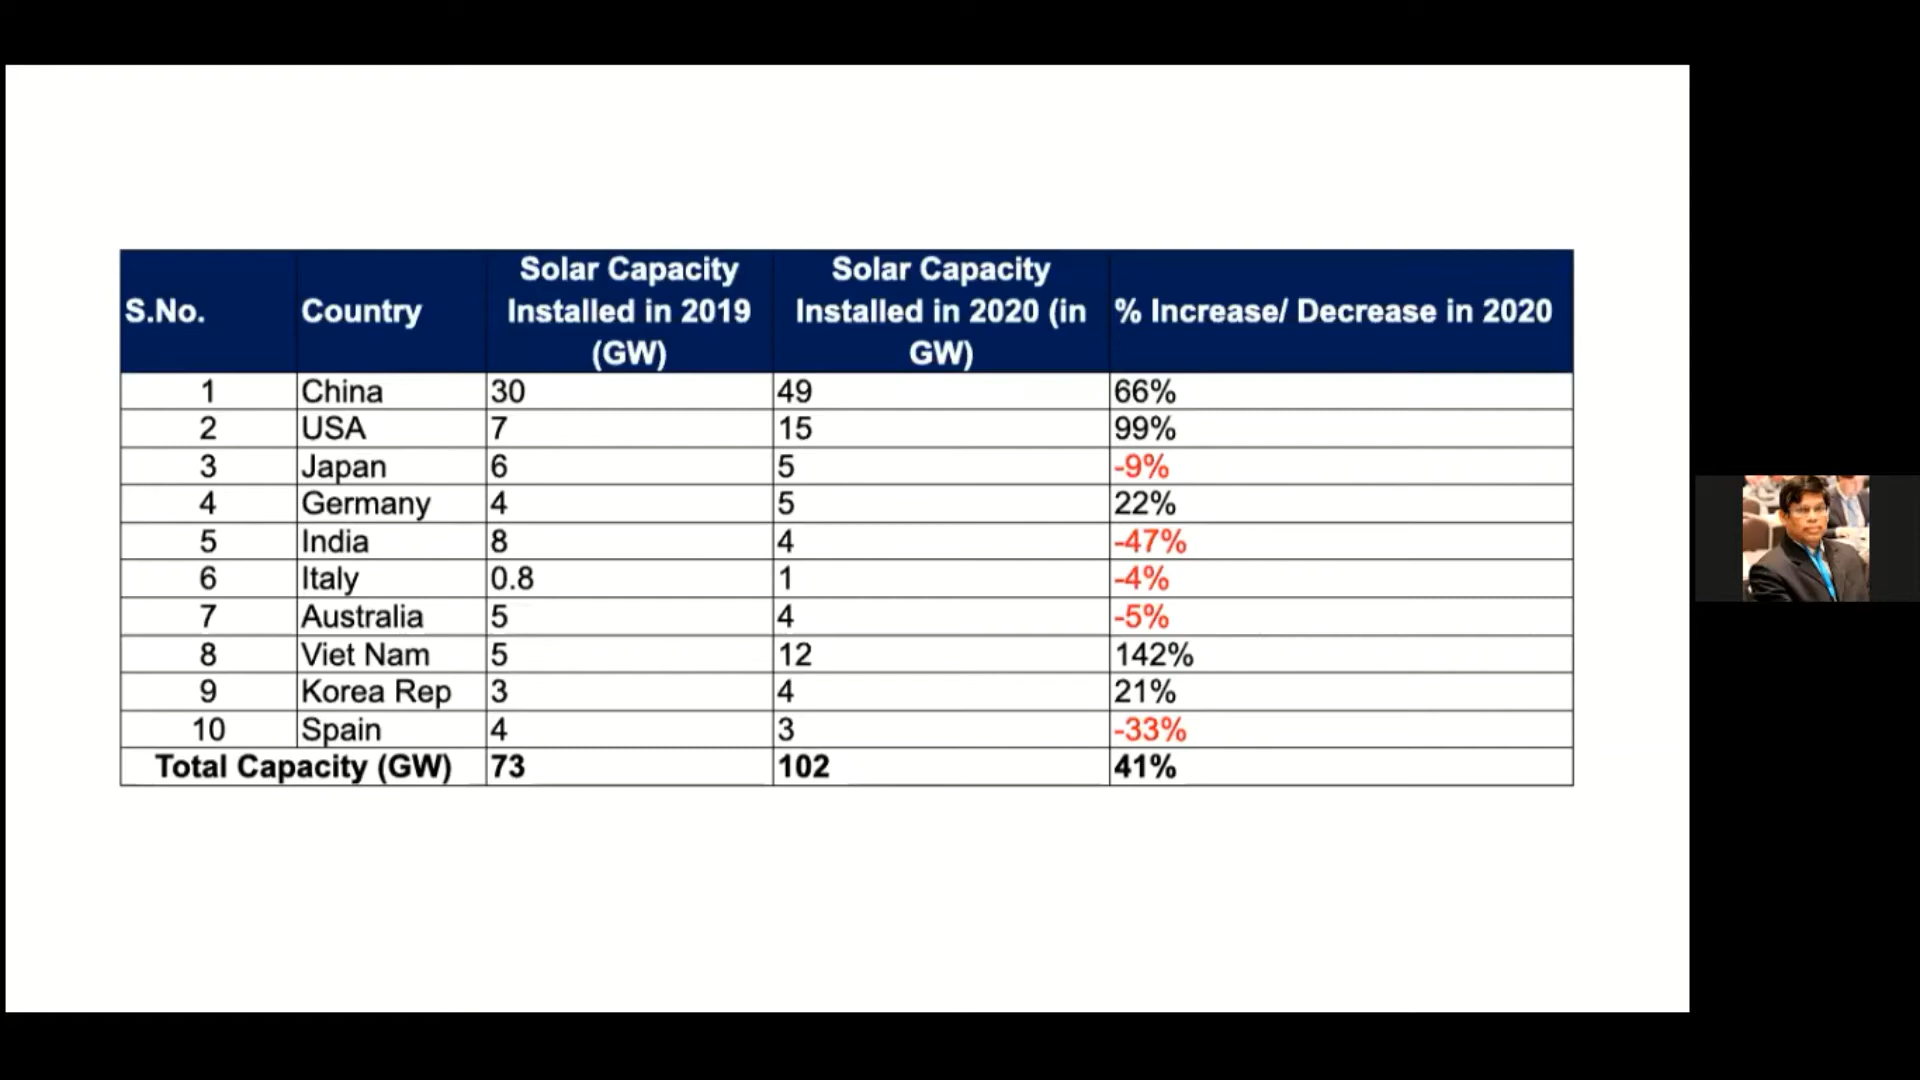 S.No. Country Solar Capacity Installed in 2019 (GW) Solar Capacity Installed in 2020 (in GW) % Increase/ Decrease in 2020
1 China 30 49 66%
2 USA 7 15 99%
3 Japan 6 5 -9%
4 Germany 4 5 22%
5 India 8 4 -47%
6 Italy 0.8 1 -4%
7 Australia 5 4 -5%
8 Viet Nam 5 12 142%
9 Korea Rep 3 4 21%
10 Spain 4 3 -33%
Total Capacity (GW) 73 102 41%